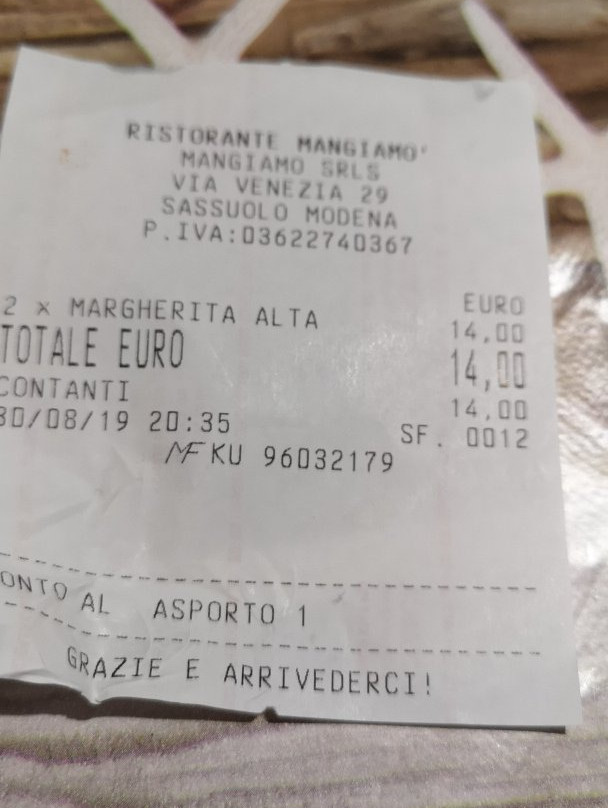 RISTORANTE MANGIAMO'
MANGIAMO SRLS
VIA VENEZIA 29
SASSUOLO MODENA
P.IVA:03622740367
EURO
2 x MARGHERITA ALTA 14,00
TOTALE EURO 14,00
CONTANTI 14,00
30/08/19 20:35 SF. 0012
MF KU 96032179
ONTO AL ASPORTO 1
GRAZIE E ARRIVEDERCI!